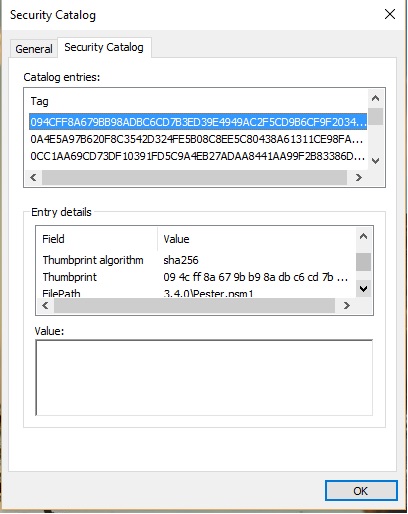 Security Catalog
General
Security Catalog
Catalog entries:
Tag
094CFF8A679BB98ADBC6CD7B3ED39E4949AC2F5CD9B6CF9F2034...
0A4E5A97B620F8C3542D324FE5B08C8EE5C80438A61311CE98FA...
0CC1AA69CD73DF10391FD5C9A4EB27ADAA8441AA99F2B83386D...
Entry details
Field Value
Thumbprint algorithm sha256
Thumbprint 09 4c ff 8a 67 9b b9 8a db c6 cd 7b ...
FilePath 3.4.0\Pester.psm1
Value:
OK